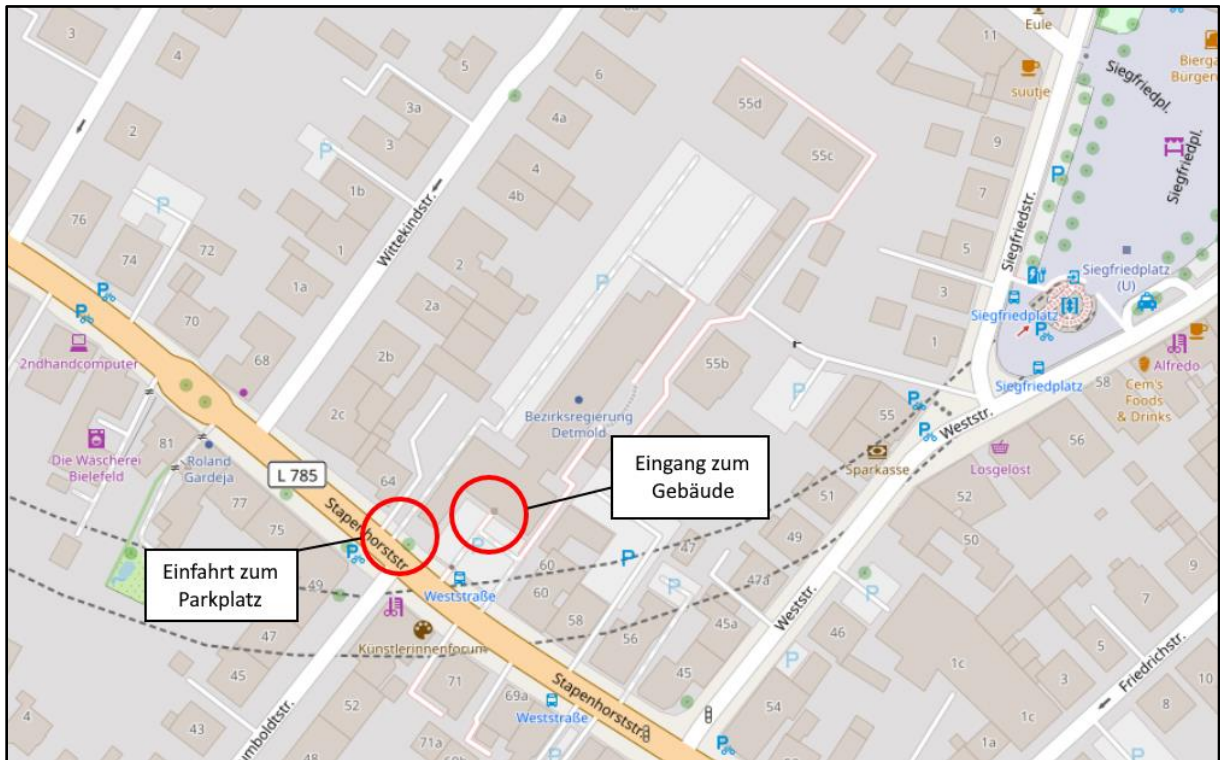 3
4
5
6
55d
11
Eule
suutje
Siegfriedpl.
2
3a
4a
3
4
55c
9
P
Siegfriedpl.
1b
4b
7
P
76
P
72
Wittekindstr.
1
2
5
Siegfriedstr.
74
1a
2a
P
3
Siegfriedplatz
(U)
Siegfriedplatz
P
P
70
2ndhandcomputer
68
2b
55b
1
P
Alfredo
Siegfriedplatz
58
Cem's
Foods
& Drinks
2c
Bezirksregierung
Detmold
P
55
P
P
Weststr.
56
81
Die Wäscherei
Bielefeld
Roland
Gardeja
L 785
64
Eingang zum
Gebäude
Sparkasse
Losgelöst
77
75
Stapenhorststr.
51
52
49
50
P
P
P
47
9
Einfahrt zum
Parkplatz
49
Weststraße
60
60
P
47a
P
7
Künstlerinnenforum
58
56
45a
Weststr.
46
47
45
71
69a
45
P
1c
5
3
Friedrichstr.
10
4
43
Humboldtstr.
52
Weststraße
Stapenhorststr.
54
1c
8
48
71a
P
1a